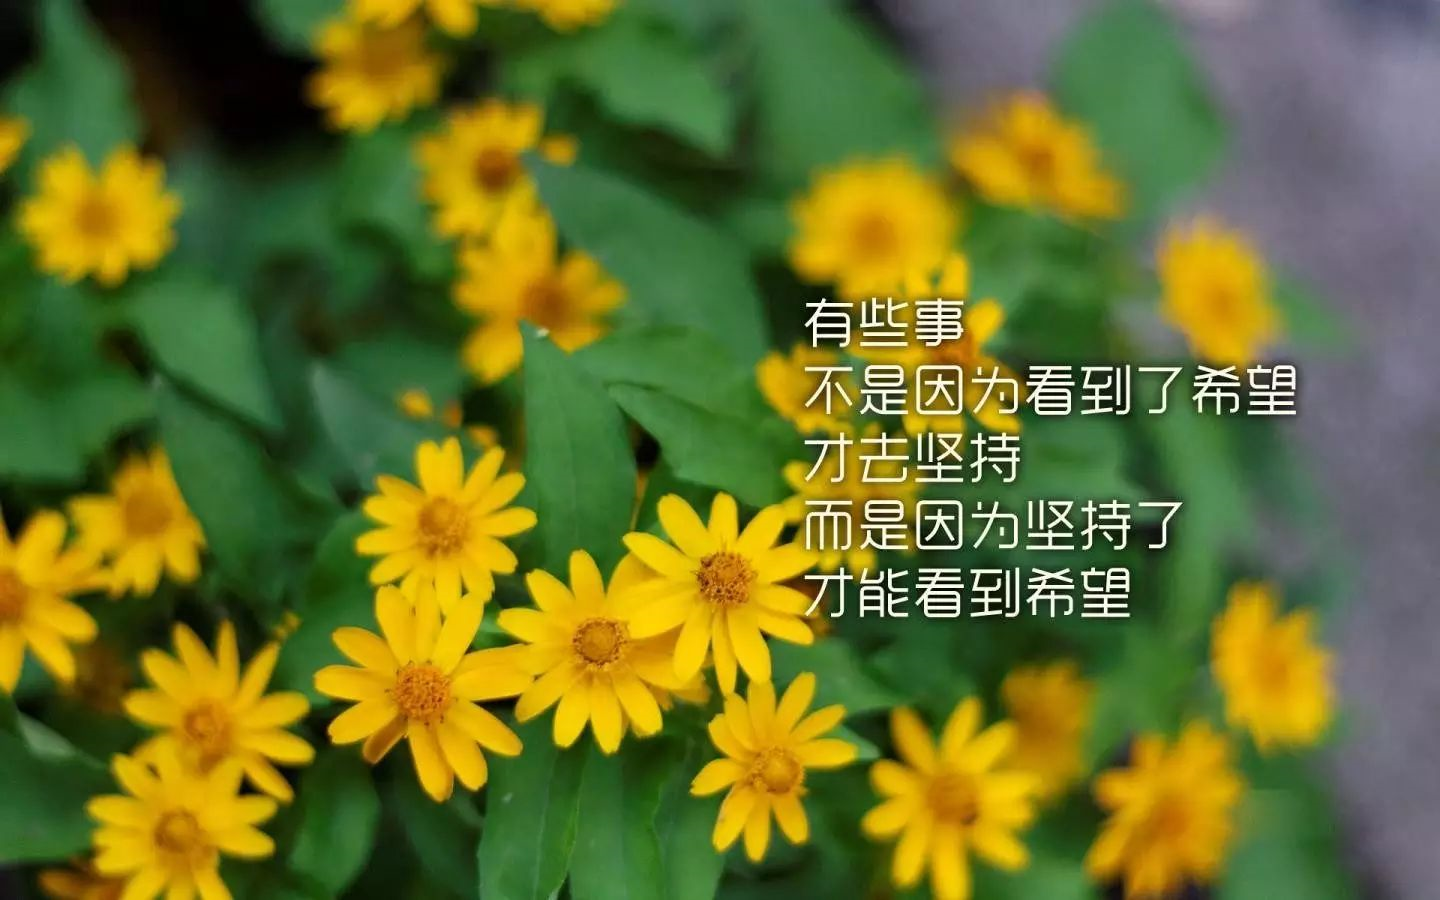 有些事
不是因为看到了希望
才去坚持
而是因为坚持了
才能看到希望